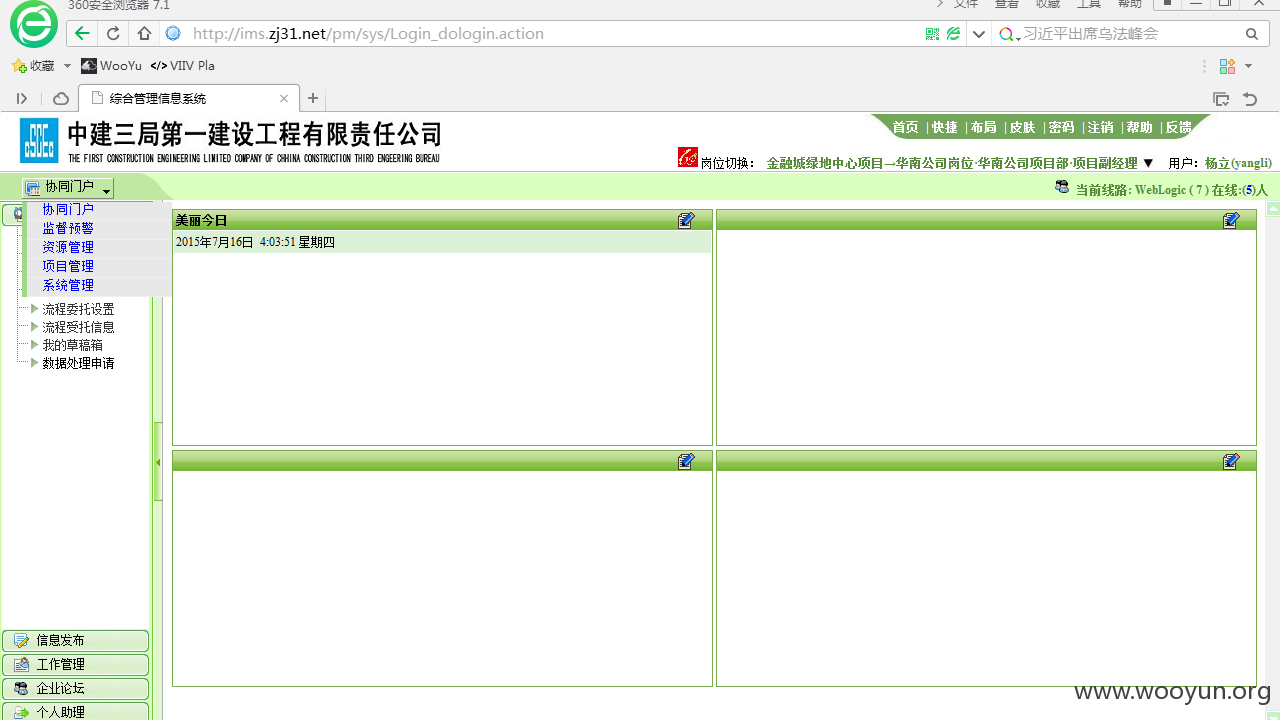 360安全浏览器 7.1
文件 查看 收藏 工具 帮助
http://ims.zj31.net/pm/sys/Login_dologin.action
习近平出席乌法峰会
收藏 WooYun </> VIIV Pla
综合管理信息系统
中建三局第一建设工程有限责任公司
THE FIRST CONSTRUCTION ENGINEERING LIMITED COMPANY OF CHHINA CONSTRUCTION THIRD ENGEERING BUREAU
首页 | 快捷 | 布局 | 皮肤 | 密码 | 注销 | 帮助 | 反馈
岗位切换: 金融城绿地中心项目→华南公司岗位·华南公司项目部·项目副经理 ▼ 用户: 杨立(yangli)
协同门户
当前线路: WebLogic ( 7 ) 在线:(5)人
协同门户
监督预警
资源管理
项目管理
系统管理
流程委托设置
流程受托信息
我的草稿箱
数据处理申请
美丽今日
2015年7月16日 4:03:51 星期四
信息发布
工作管理
企业论坛
个人助理
www.wooyun.org